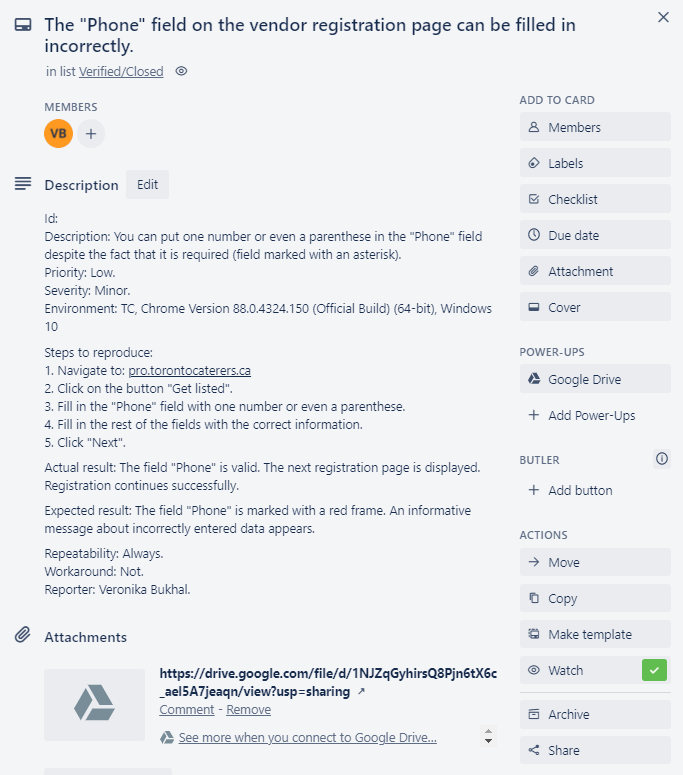 The "Phone" field on the vendor registration page can be filled in
incorrectly.
in list Verified/Closed
MEMBERS
VB
Description Edit
Id:
Description: You can put one number or even a parenthese in the "Phone" field
despite the fact that it is required (field marked with an asterisk).
Priority: Low.
Severity: Minor.
Environment: TC, Chrome Version 88.0.4324.150 (Official Build) (64-bit), Windows
10
Steps to reproduce:
1. Navigate to: pro.torontocaterers.ca
2. Click on the button "Get listed".
3. Fill in the "Phone" field with one number or even a parenthese.
4. Fill in the rest of the fields with the correct information.
5. Click "Next".
Actual result: The field "Phone" is valid. The next registration page is displayed.
Registration continues successfully.
Expected result: The field "Phone" is marked with a red frame. An informative
message about incorrectly entered data appears.
Repeatability: Always.
Workaround: Not.
Reporter: Veronika Bukhal.
Attachments
https://drive.google.com/file/d/1NJZqGyhirsQ8Pjn6tX6c
_ael5A7jeaqn/view?usp=sharing
Comment - Remove
See more when you connect to Google Drive...
ADD TO CARD
Members
Labels
Checklist
Due date
Attachment
Cover
POWER-UPS
Google Drive
+ Add Power-Ups
BUTLER
+ Add button
ACTIONS
Move
Copy
Make template
Watch
Archive
Share